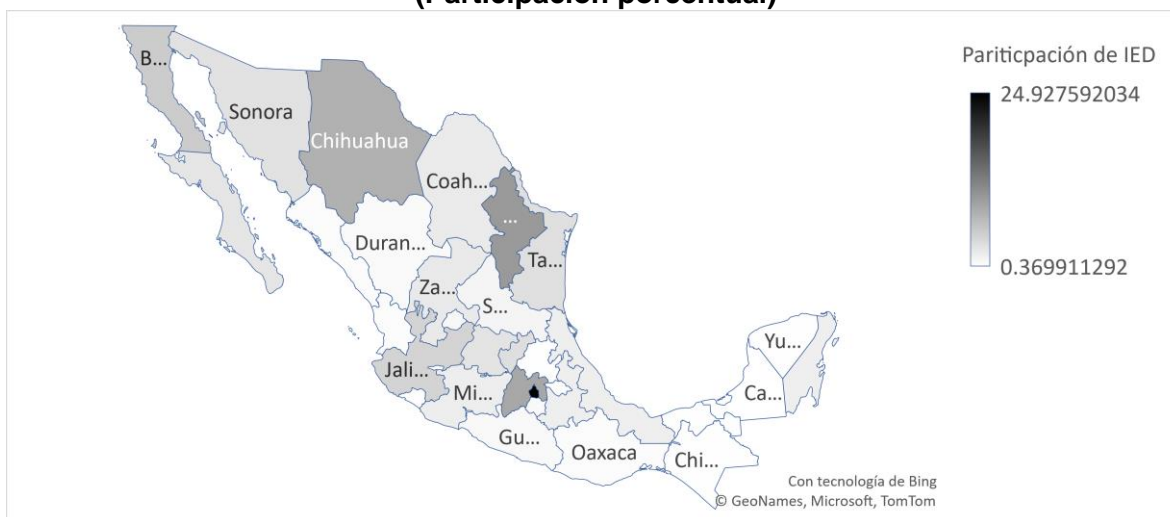 (Participación porcentual)
Pariticpación de IED
24.927592034
0.369911292
B...
Sonora
Chihuahua
Coah...
...
Duran...
Ta...
Za...
S...
Jali...
Mi...
Gu...
Oaxaca
Chi...
Yu...
Ca...
Con tecnología de Bing
© GeoNames, Microsoft, TomTom